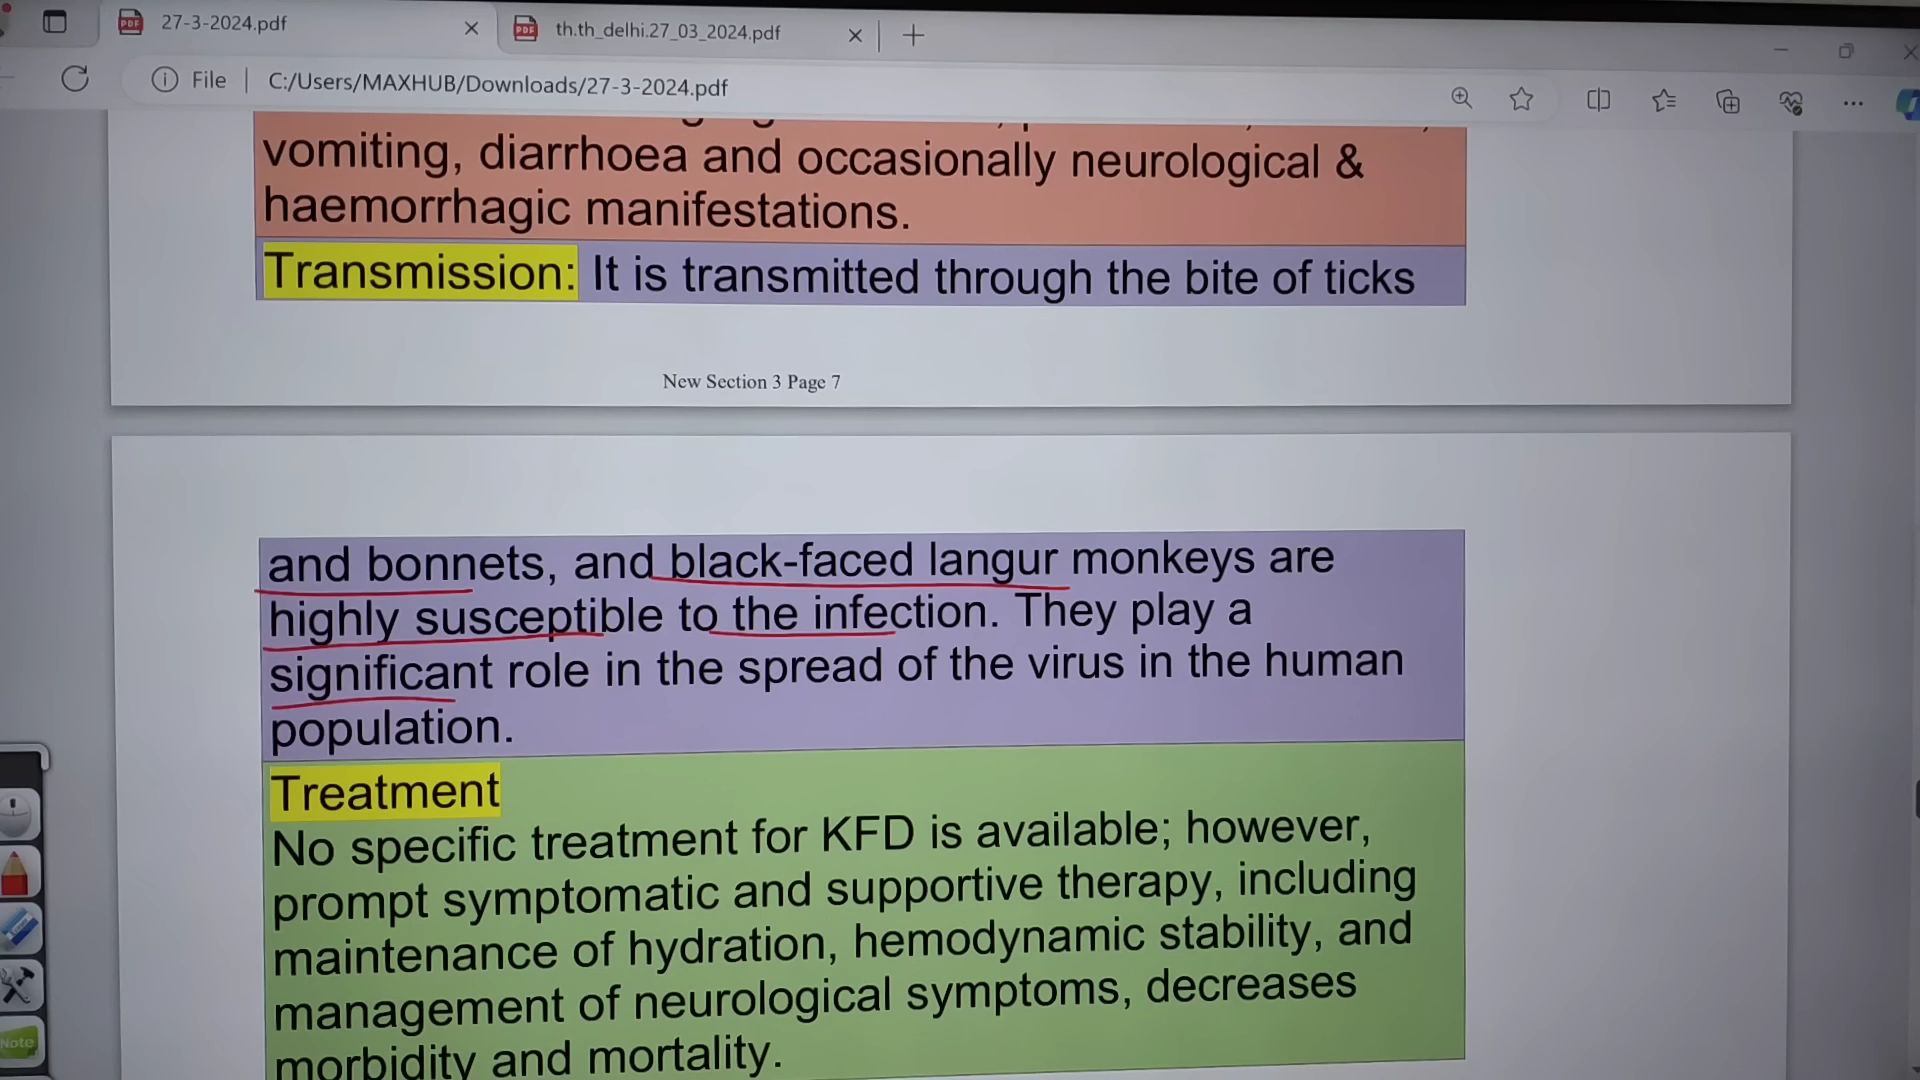 27-3-2024.pdf
th.th_delhi.27_03_2024.pdf
File
C:/Users/MAXHUB/Downloads/27-3-2024.pdf
vomiting, diarrhoea and occasionally neurological &
haemorrhagic manifestations.
Transmission: It is transmitted through the bite of ticks
New Section 3 Page 7
and bonnets, and black-faced langur monkeys are
highly susceptible to the infection. They play a
significant role in the spread of the virus in the human
population.
Treatment
No specific treatment for KFD is available; however,
prompt symptomatic and supportive therapy, including
maintenance of hydration, hemodynamic stability, and
management of neurological symptoms, decreases
morbidity and mortality.
Note